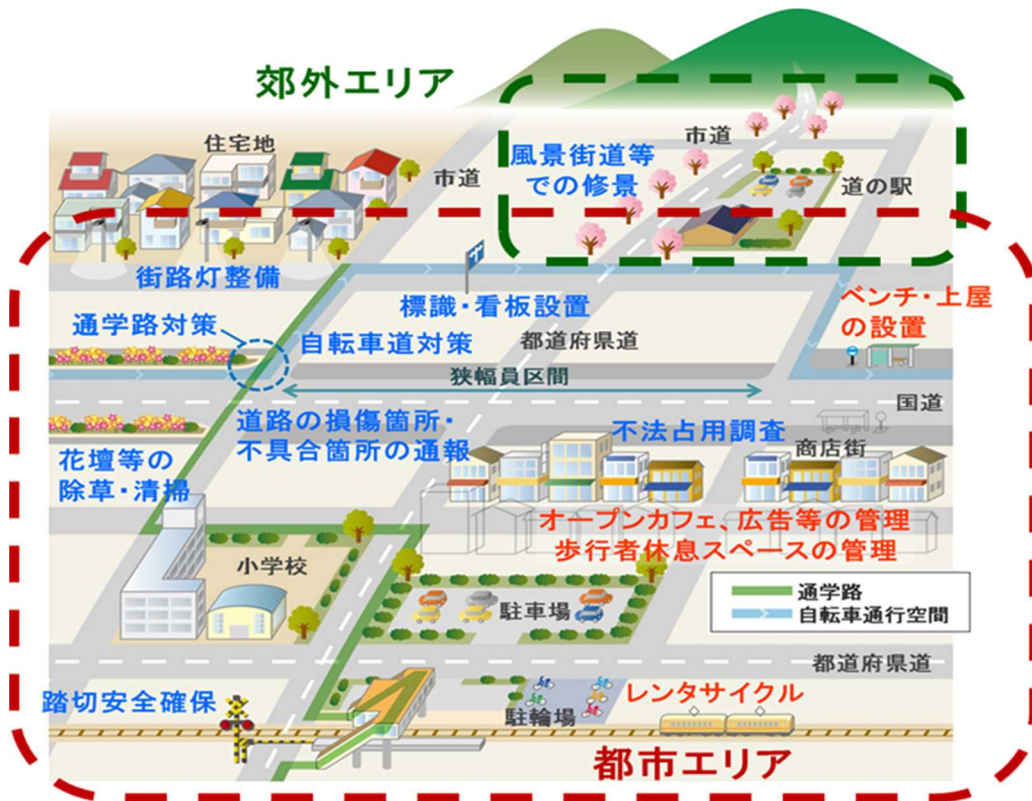 郊外エリア
住宅地
市道
市道
風景街道等
での修景
道の駅
街路灯整備
標識・看板設置
ベンチ・上屋
の設置
通学路対策
自転車道対策
都道府県道
狭幅員区間
国道
道路の損傷箇所・
不具合箇所の通報
不法占用調査
商店街
花壇等の
除草・清掃
オープンカフェ、広告等の管理
歩行者休息スペースの管理
小学校
駐車場
通学路
自転車通行空間
都道府県道
踏切安全確保
駐輪場
レンタサイクル
都市エリア